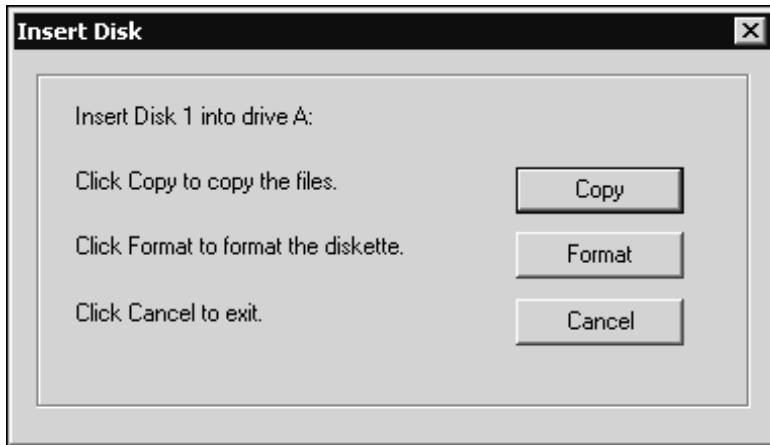 Insert Disk
Insert Disk 1 into drive A:
Click Copy to copy the files.
Copy
Click Format to format the diskette.
Format
Click Cancel to exit.
Cancel